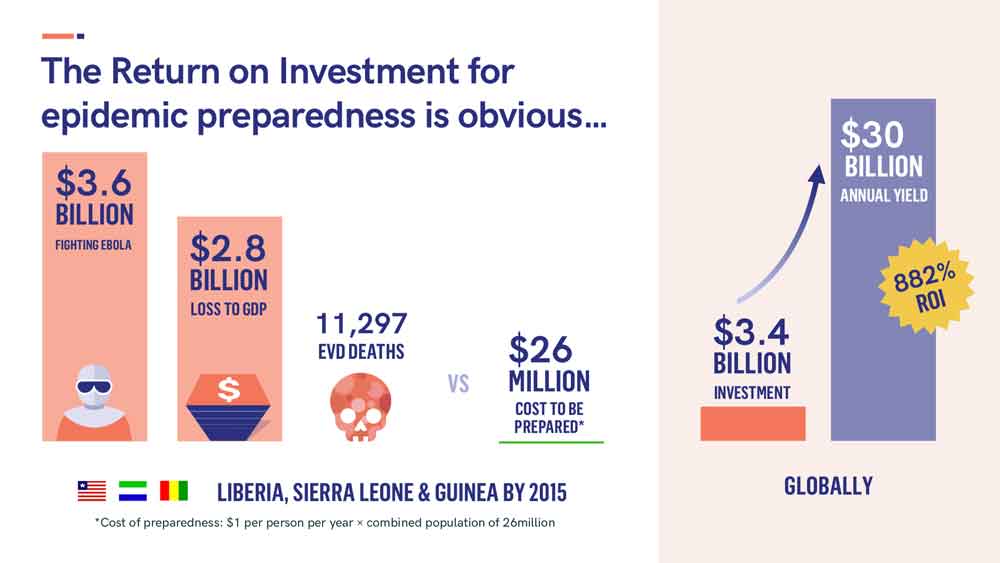 The Return on Investment for
epidemic preparedness is obvious...
$3.6
BILLION
FIGHTING EBOLA
$2.8
BILLION
LOSS TO GDP
$
11,297
EVD DEATHS
VS
$26
MILLION
COST TO BE
PREPARED*
LIBERIA, SIERRA LEONE & GUINEA BY 2015
*Cost of preparedness: $1 per person per year × combined population of 26million
$3.4
BILLION
INVESTMENT
$30
BILLION
ANNUAL YIELD
882%
ROI
GLOBALLY